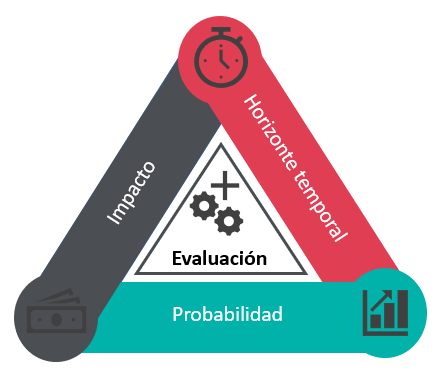 Horizonte temporal
Impacto
Evaluación
Probabilidad